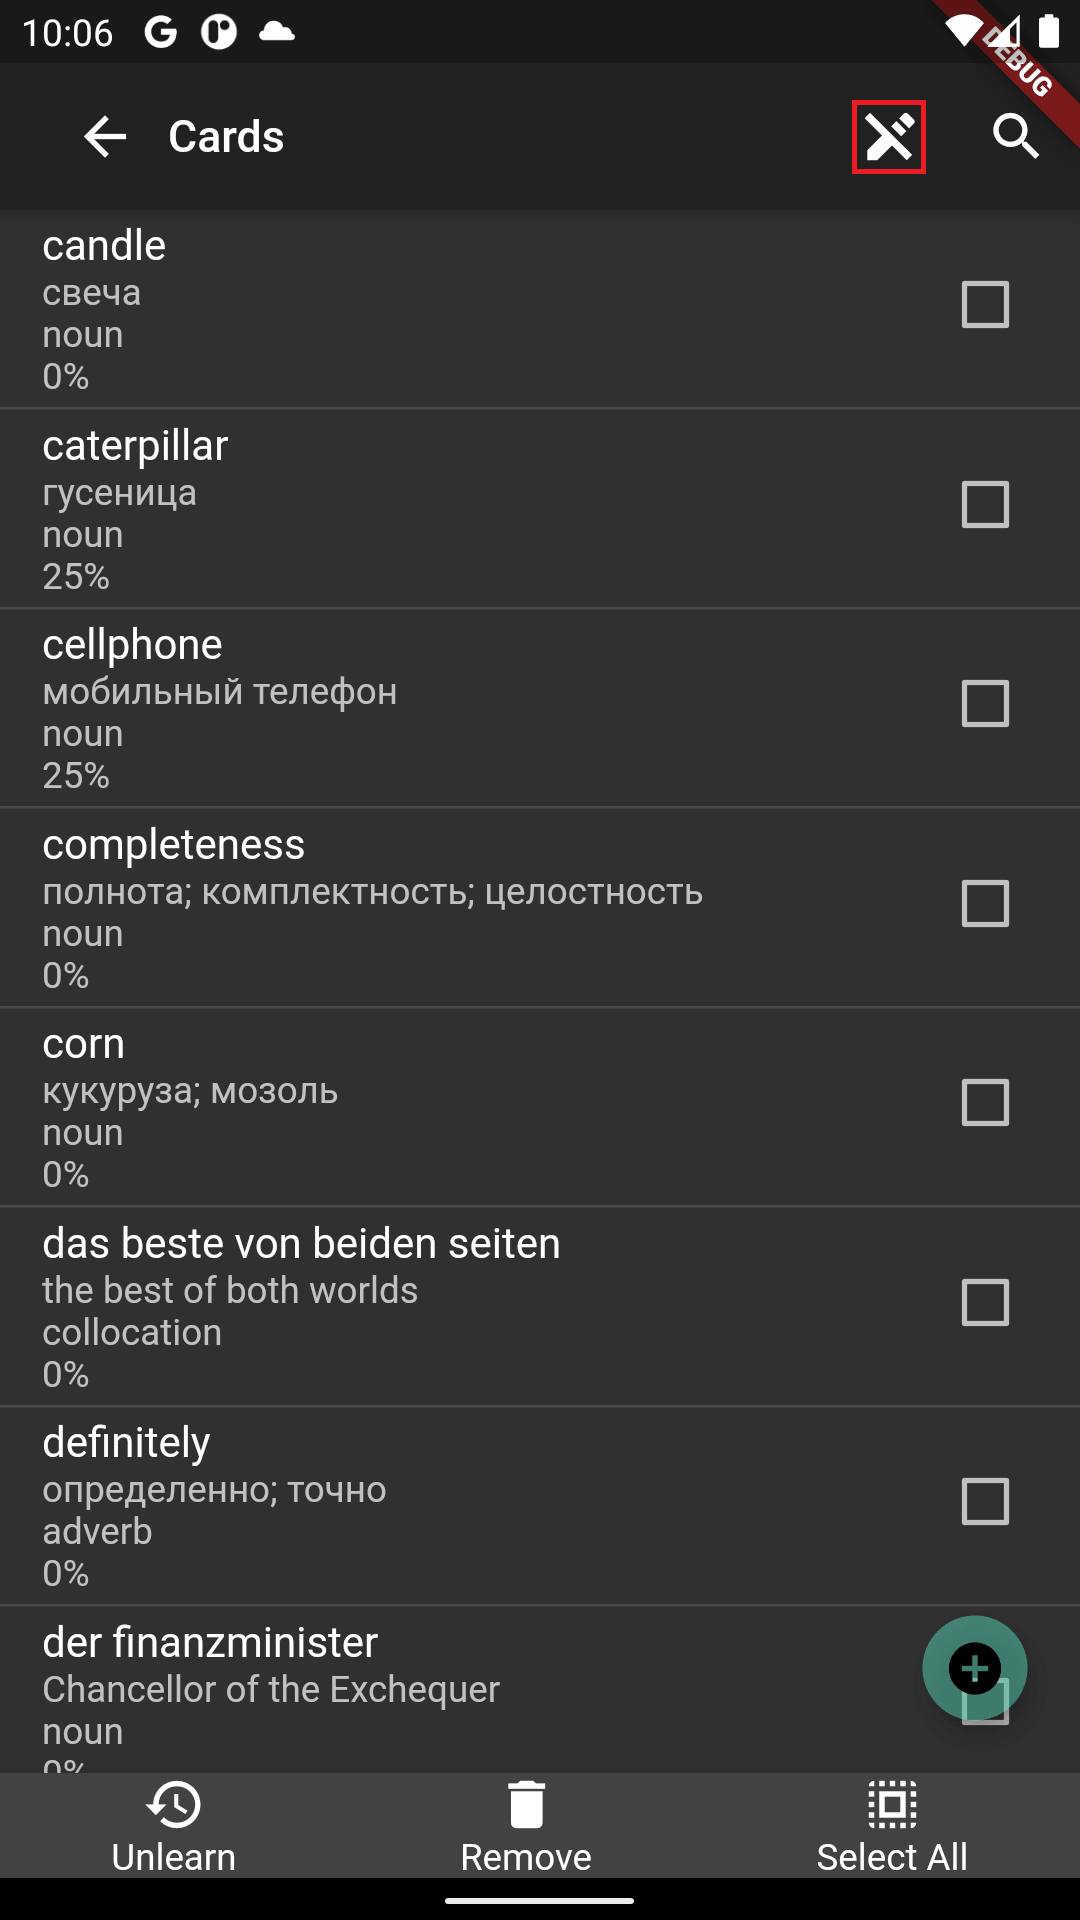 10:06
DEBUG
Cards
candle
свеча
noun
0%
caterpillar
гусеница
noun
25%
cellphone
мобильный телефон
noun
25%
completeness
полнота; комплектность; целостность
noun
0%
corn
кукуруза; мозоль
noun
0%
das beste von beiden seiten
the best of both worlds
collocation
0%
definitely
определенно; точно
adverb
0%
der finanzminister
Chancellor of the Exchequer
noun
0%
Unlearn
Remove
Select All